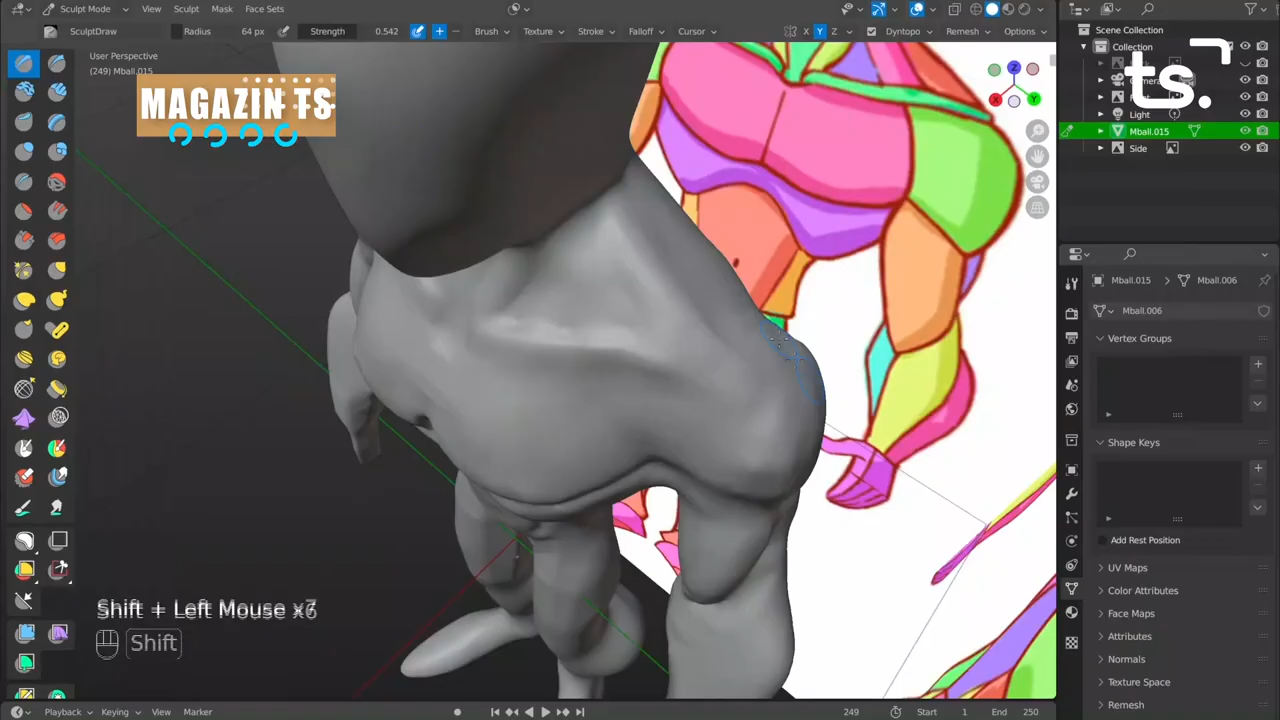 Sculpt Mode
View
Sculpt
Mask
Face Sets
SculptDraw
Radius
64 px
Strength
0.542
Brush
Texture
Stroke
Falloff
Cursor
X
Y
Z
Dyntopo
Remesh
Options
User Perspective
(249) Mball.015
MAGAZIN TS
ts.
Z
X
Y
Shift + Left Mouse x
Shift
Scene Collection
Collection
Light
Mball.015
Side
Mball.015
Mball.006
Mball.006
Vertex Groups
Shape Keys
Add Rest Position
UV Maps
Color Attributes
Face Maps
Attributes
Normals
Texture Space
Remesh
Playback
Keying
View
Marker
249
Start
1
End
250